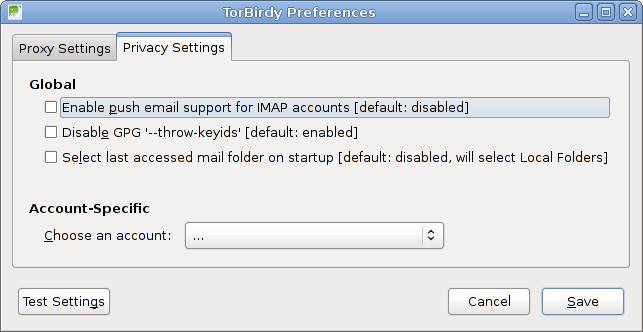 TorBirdy Preferences
Proxy Settings
Privacy Settings
Global
Enable push email support for IMAP accounts [default: disabled]
Disable GPG '--throw-keyids' [default: enabled]
Select last accessed mail folder on startup [default: disabled, will select Local Folders]
Account-Specific
Choose an account:
...
Test Settings
Cancel
Save